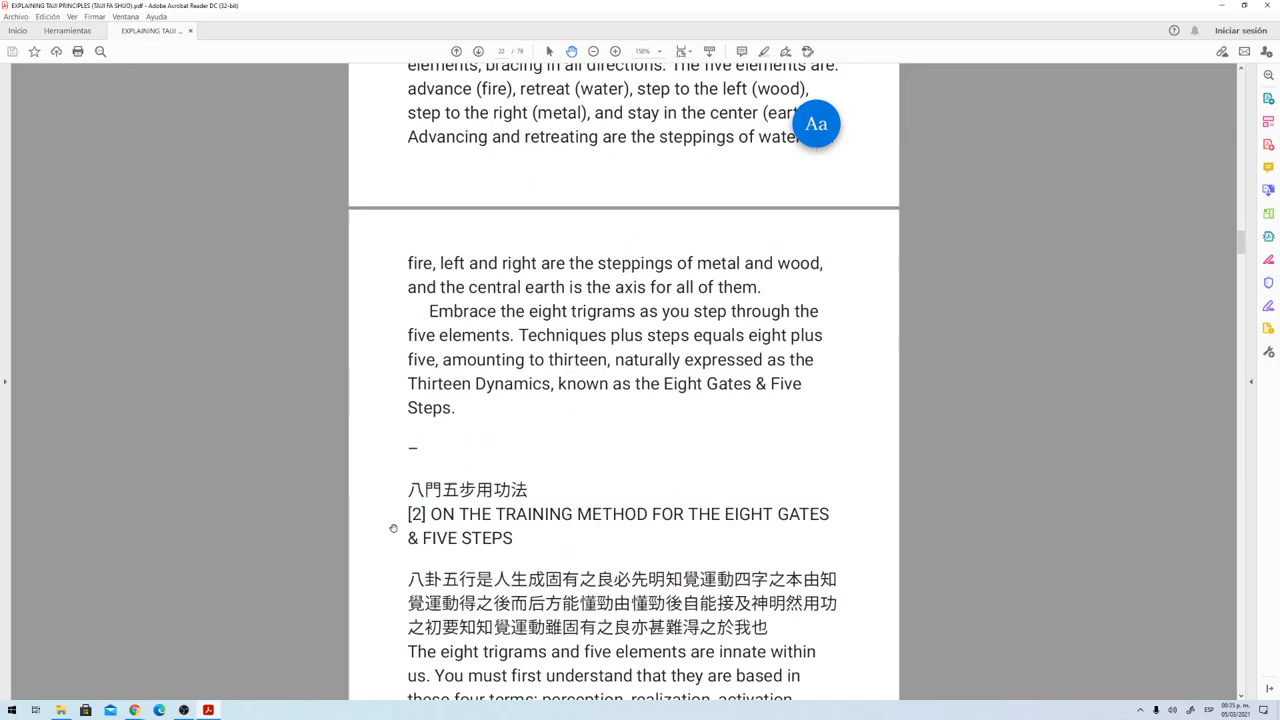 EXPLAINING TAIJI PRINCIPLES (TAIJI FA SHUO).pdf - Adobe Acrobat Reader DC (32-bit)
Archivo Edición Ver Firmar Ventana Ayuda
Inicio Herramientas EXPLAINING TAIJI ... × Iniciar sesión
22 / 79 150%
elements, bracing in all directions. The five elements are:
advance (fire), retreat (water), step to the left (wood),
step to the right (metal), and stay in the center
Aa
Advancing and retreating are the steppings of
fire, left and right are the steppings of metal and wood,
and the central earth is the axis for all of them.
Embrace the eight trigrams as you step through the
five elements. Techniques plus steps equals eight plus
five, amounting to thirteen, naturally expressed as the
Thirteen Dynamics, known as the Eight Gates & Five
Steps.
–
八門五步用功法
[2] ON THE TRAINING METHOD FOR THE EIGHT GATES
& FIVE STEPS
八卦五行是人生成固有之良必先明知覺運動四字之本由知
覺運動得之後而后方能懂勁由懂勁後自能接及神明然用功
之初要知知覺運動雖固有之良亦甚難淂之於我也
The eight trigrams and five elements are innate within
us. You must first understand that they are based in
these four terms: perception, realization, activation,
ESP 08:35 p. m.
05/03/2021